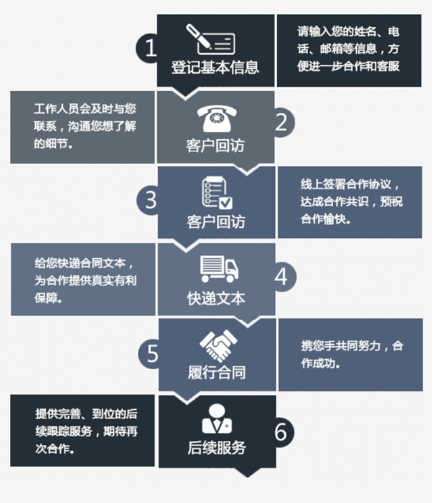 1
登记基本信息
请输入您的姓名、电
话、邮箱等信息，方
便进一步合作和客服
工作人员会及时与您
联系，沟通您想了解
的细节。
客户回访
2
3
客户回访
线上签署合作协议，
达成合作共识，预祝
合作愉快。
给您快递合同文本，
为合作提供真实有利
保障。
快递文本
4
5
履行合同
携您手共同努力，合
作成功。
提供完善、到位的后
续跟踪服务，期待再
次合作。
后续服务
6